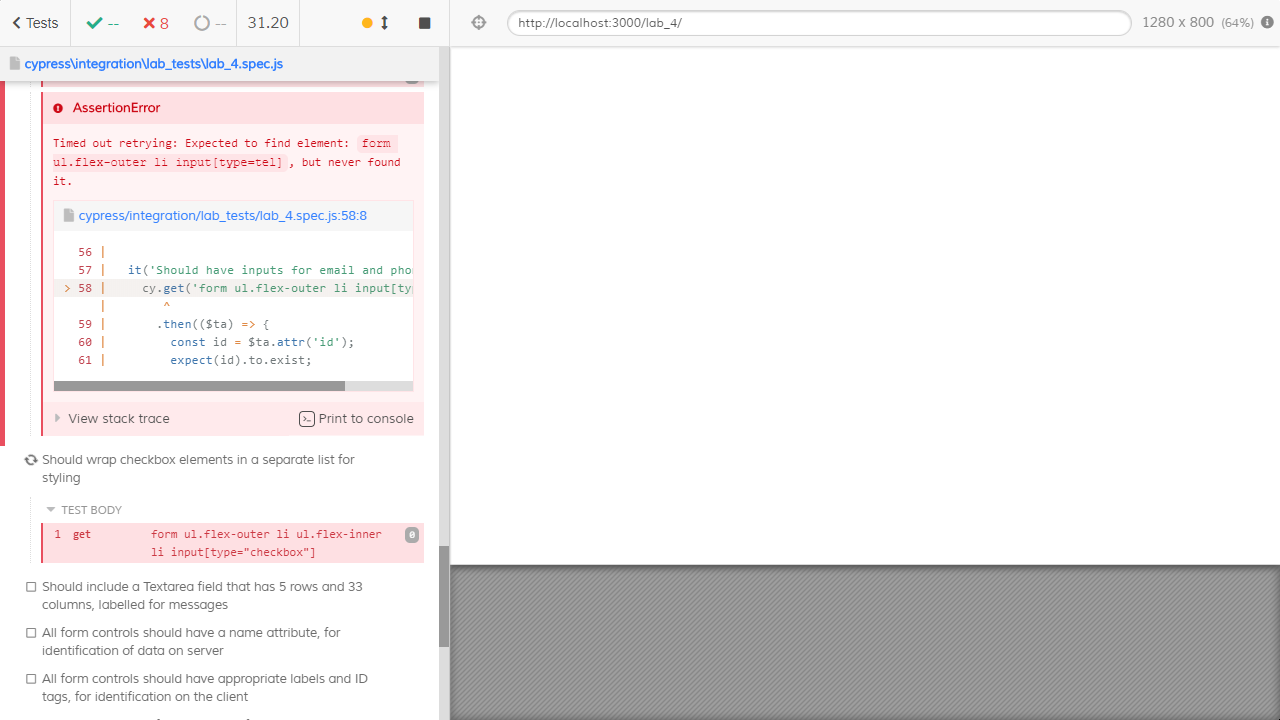 Tests
--
8
--
31.20
http://localhost:3000/lab_4/
1280 x 800 (64%)
cypress\integration\lab_tests\lab_4.spec.js
AssertionError
Timed out retrying: Expected to find element: form
ul.flex-outer li input[type=tel], but never found
it.
cypress/integration/lab_tests/lab_4.spec.js:58:8
56 |
57 | it('Should have inputs for email and pho
> 58 | cy.get('form ul.flex-outer li input[ty
| ^
59 | .then(($ta) => {
60 | const id = $ta.attr('id');
61 | expect(id).to.exist;
View stack trace
Print to console
Should wrap checkbox elements in a separate list for
styling
TEST BODY
1 get form ul.flex-outer li ul.flex-inner 0
li input[type="checkbox"]
Should include a Textarea field that has 5 rows and 33
columns, labelled for messages
All form controls should have a name attribute, for
identification of data on server
All form controls should have appropriate labels and ID
tags, for identification on the client